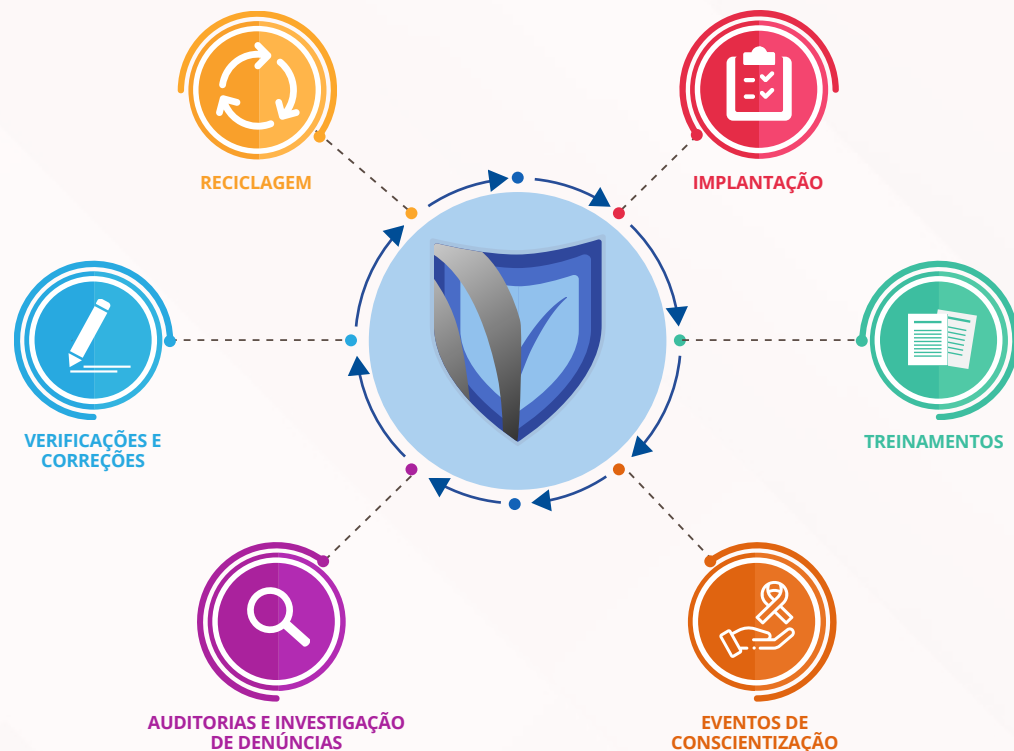 RECICLAGEM
IMPLANTAÇÃO
VERIFICAÇÕES E
CORREÇÕES
TREINAMENTOS
AUDITORIAS E INVESTIGAÇÃO
DE DENÚNCIAS
EVENTOS DE
CONSCIENTIZAÇÃO